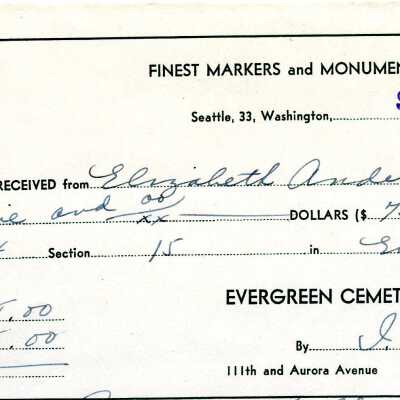 FINEST MARKERS and MONUMEN
Seattle, 33, Washington,
RECEIVED from Elizabeth Ande
and 00/xx DOLLARS ($ 7
Section 15 in
.00
EVERGREEN CEMET
.00
By J.
111th and Aurora Avenue